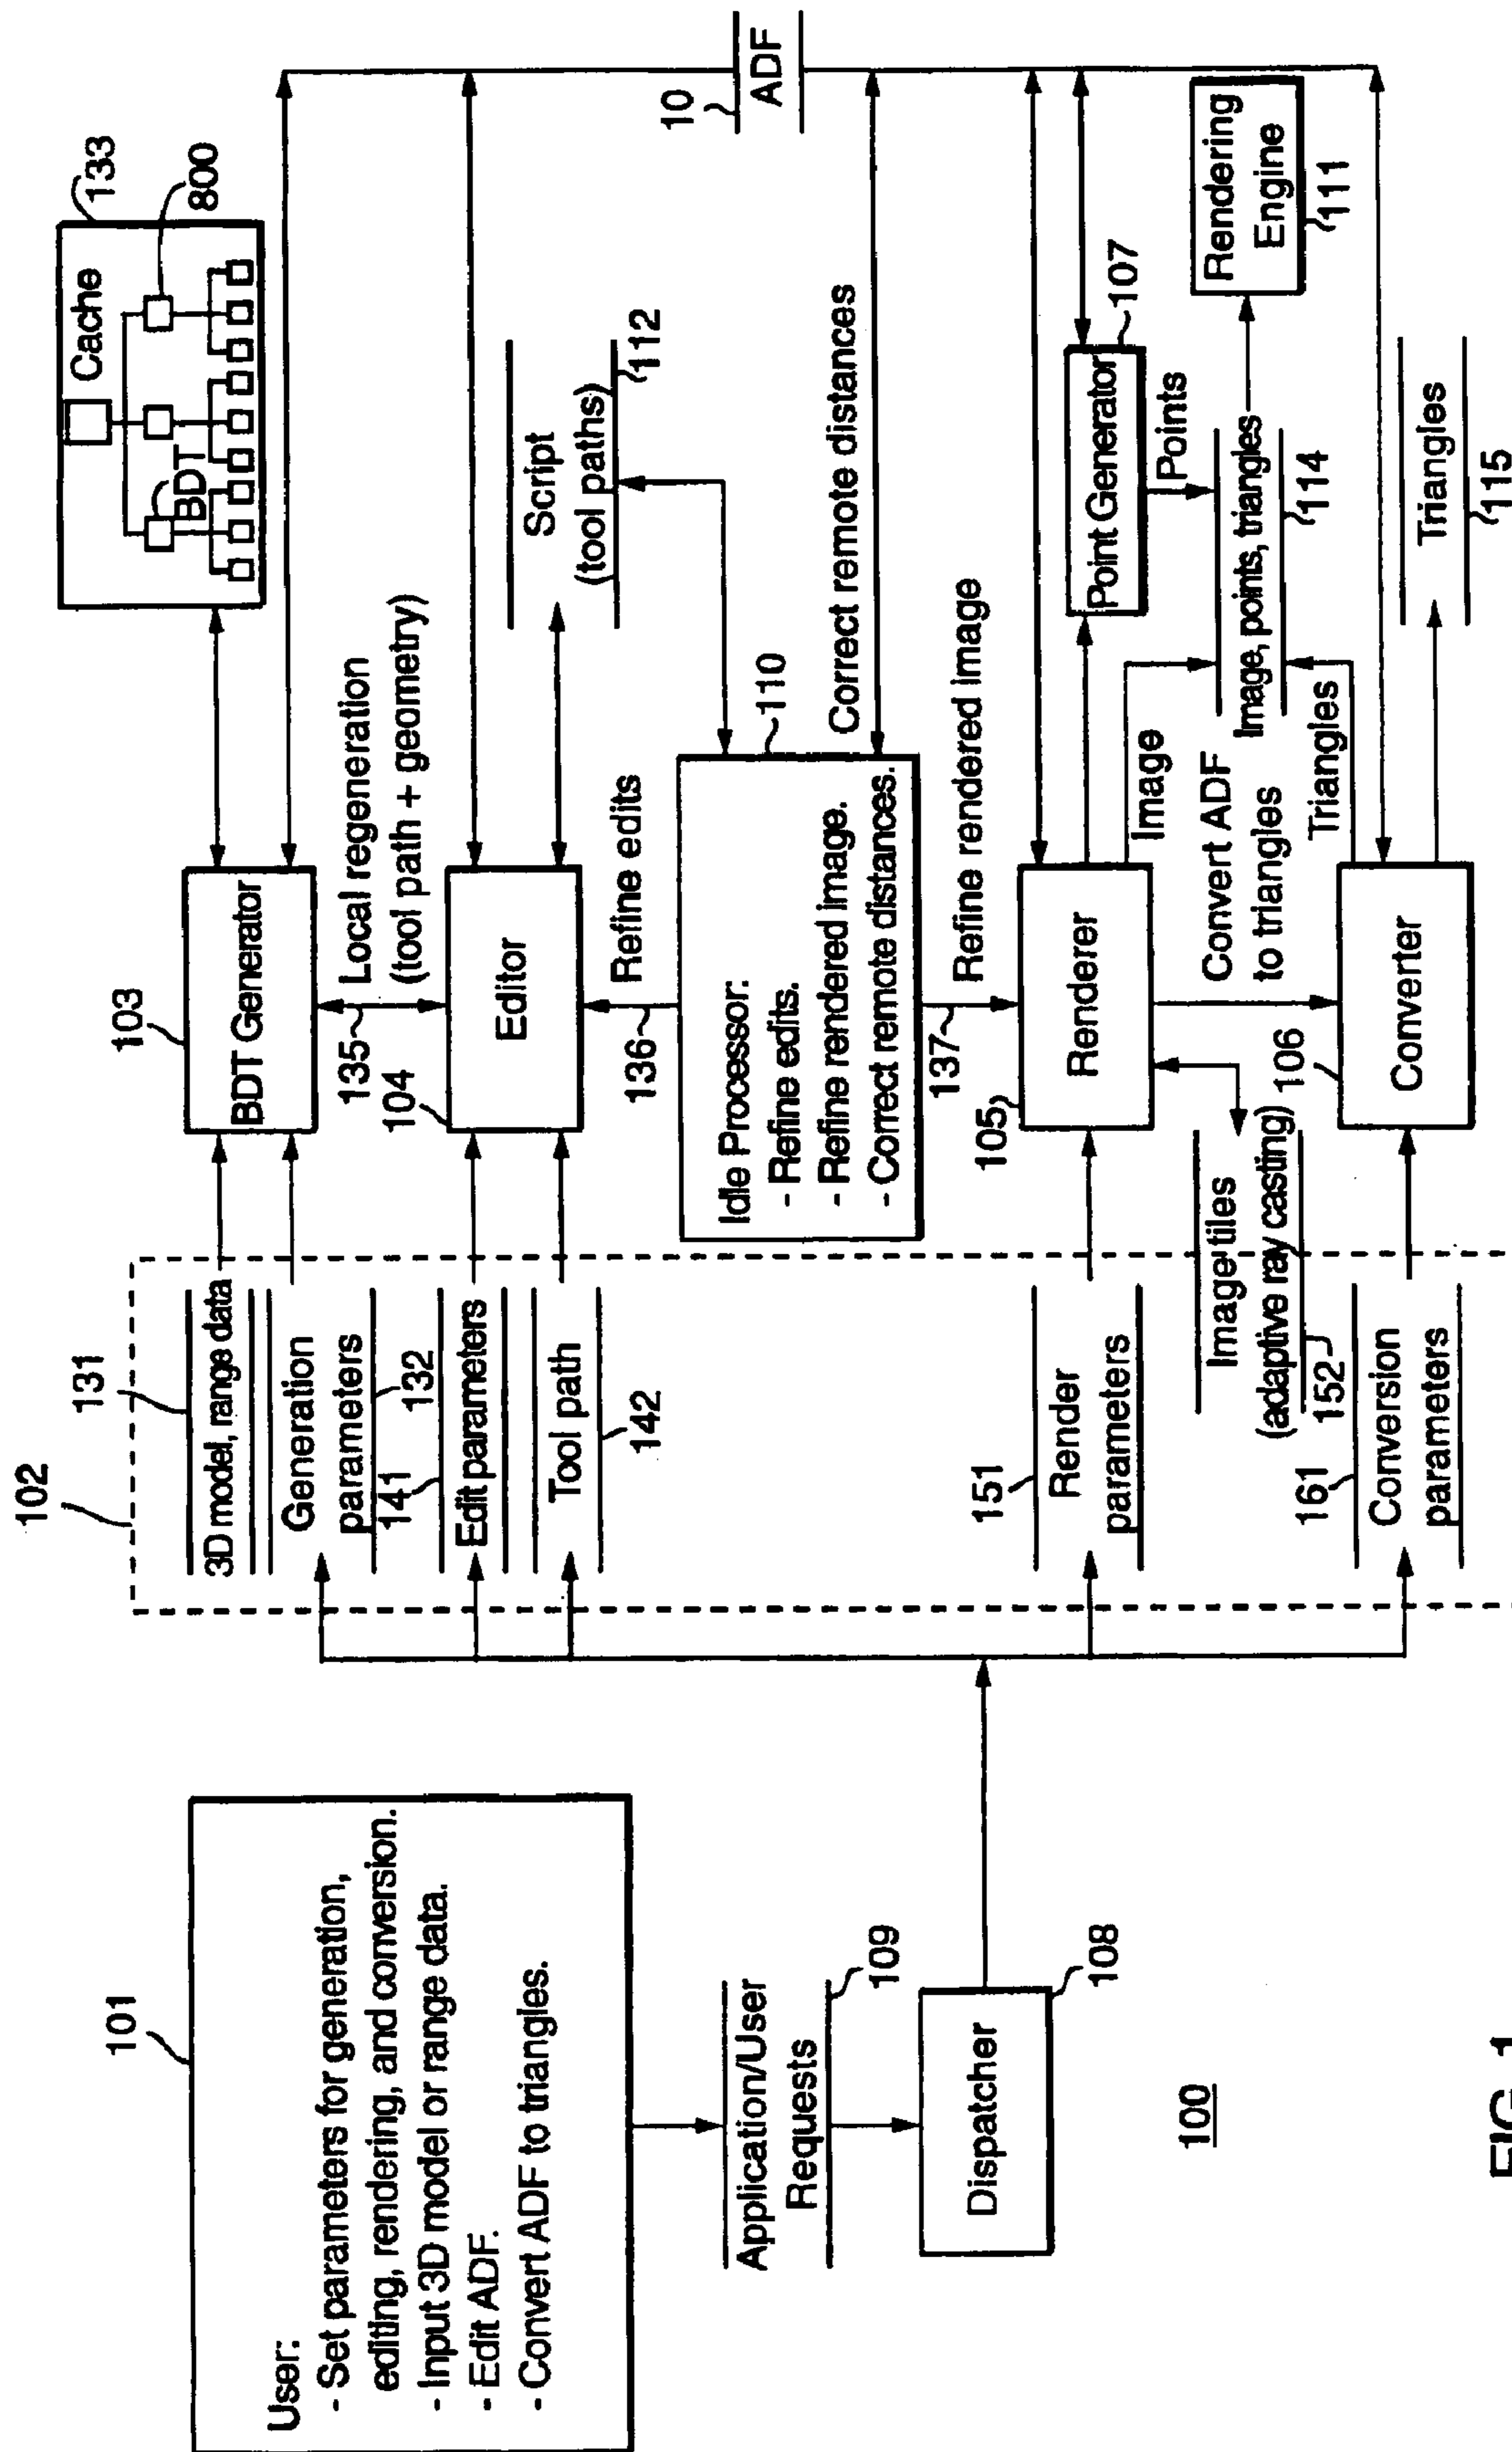 101
User:
- Set parameters for generation,
editing, rendering, and conversion.
- Input 3D model or range data.
- Edit ADF.
- Convert ADF to triangles.
Application/User
Requests
109
Dispatcher
108
100
102
131
3D model, range data
Generation
parameters
132
141
Edit parameters
Tool path
142
151
Render
parameters
Image tiles
(adaptive ray casting)
152
161
Conversion
parameters
103
BDT Generator
135
Local regeneration
(tool path + geometry)
104
Editor
136
Refine edits
110
Idle Processor:
- Refine edits.
- Refine rendered image.
- Correct remote distances.
137
Refine rendered image
105
Renderer
Image
Convert ADF
to triangles
Triangles
106
Converter
133
Cache
800
BDT
Script
(tool paths)
112
Correct remote distances
10
ADF
Point Generator
107
Points
Image, points, triangles
114
Rendering
Engine
111
Triangles
115
FIG. 1